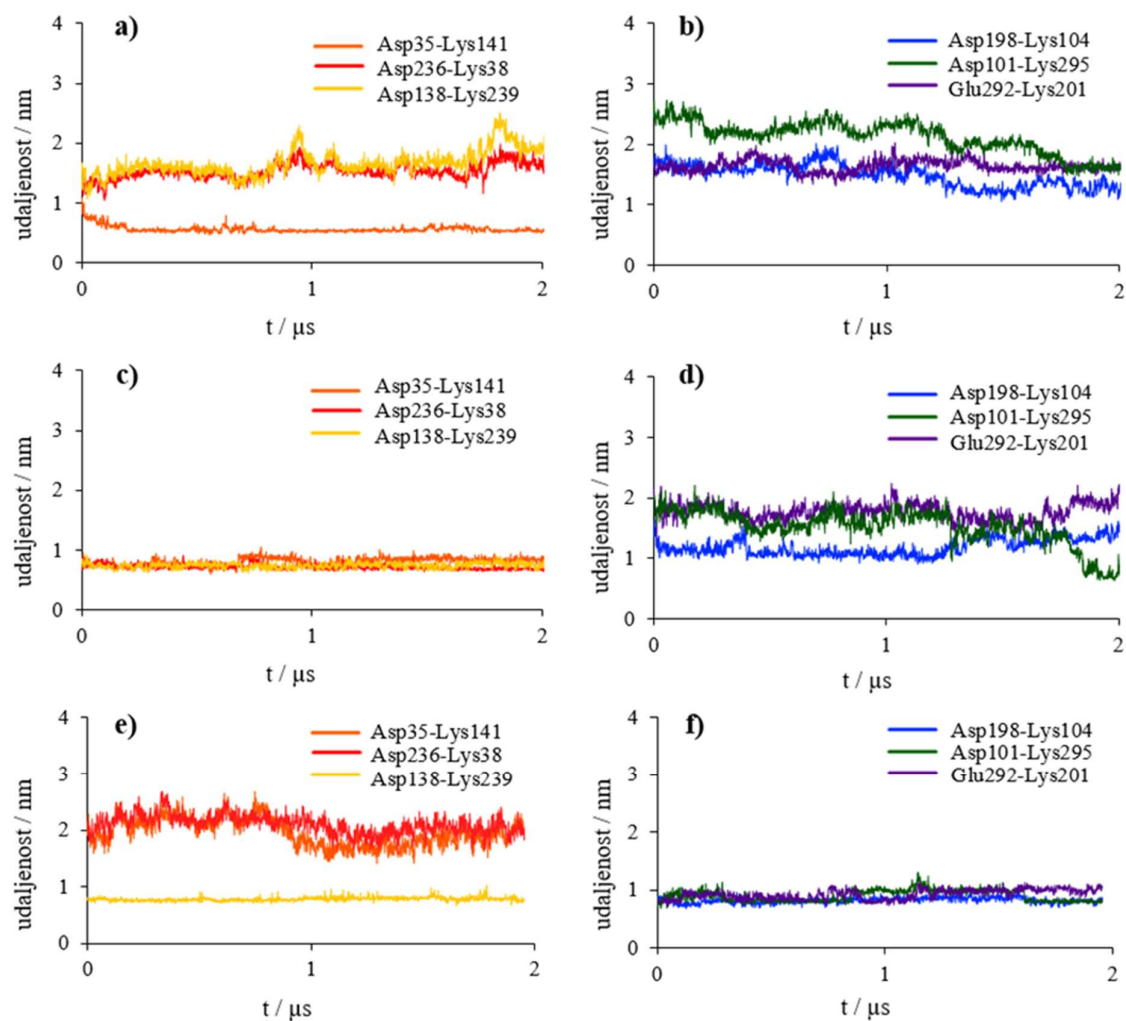 a)
Asp35-Lys141
Asp236-Lys38
Asp138-Lys239
4
3
2
1
0
udaljenost / nm
0 1 2
t / μs
b)
Asp198-Lys104
Asp101-Lys295
Glu292-Lys201
4
3
2
1
0
udaljenost / nm
0 1 2
t / μs
c)
Asp35-Lys141
Asp236-Lys38
Asp138-Lys239
4
3
2
1
0
udaljenost / nm
0 1 2
t / μs
d)
Asp198-Lys104
Asp101-Lys295
Glu292-Lys201
4
3
2
1
0
udaljenost / nm
0 1 2
t / μs
e)
Asp35-Lys141
Asp236-Lys38
Asp138-Lys239
4
3
2
1
0
udaljenost / nm
0 1 2
t / μs
f)
Asp198-Lys104
Asp101-Lys295
Glu292-Lys201
4
3
2
1
0
udaljenost / nm
0 1 2
t / μs